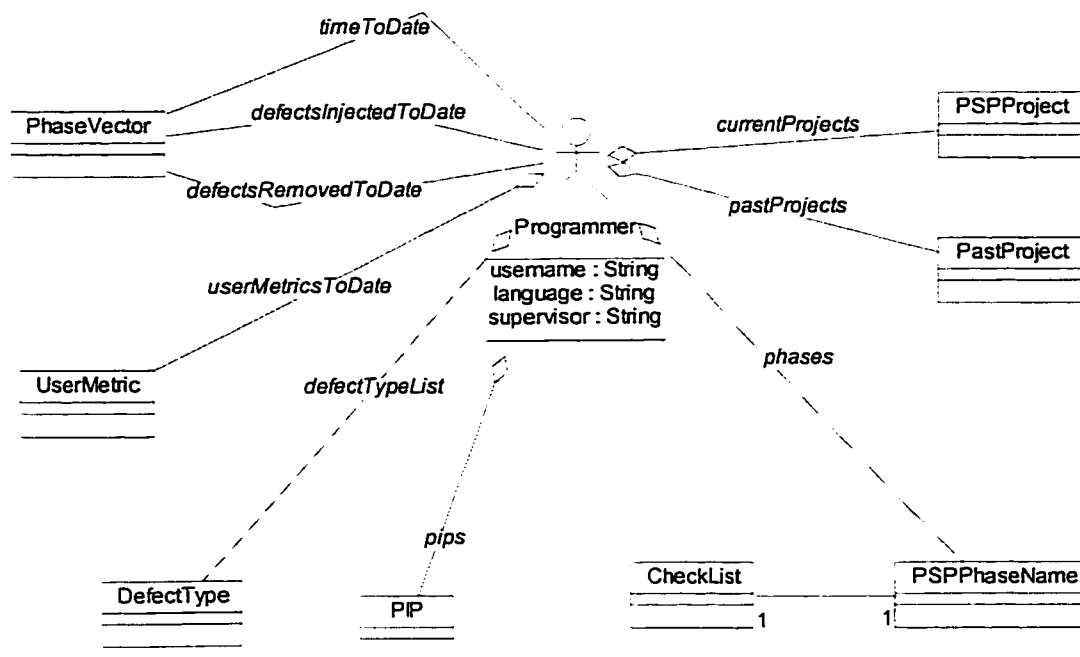 timeToDate
PhaseVector
defectsInjectedToDate
currentProjects
PSPProject
defectsRemovedToDate
pastProjects
Programmer
PastProject
username : String
language : String
supervisor : String
userMetricsToDate
UserMetric
defectTypeList
phases
pips
DefectType
PIP
CheckList
PSPPhaseName
1
1